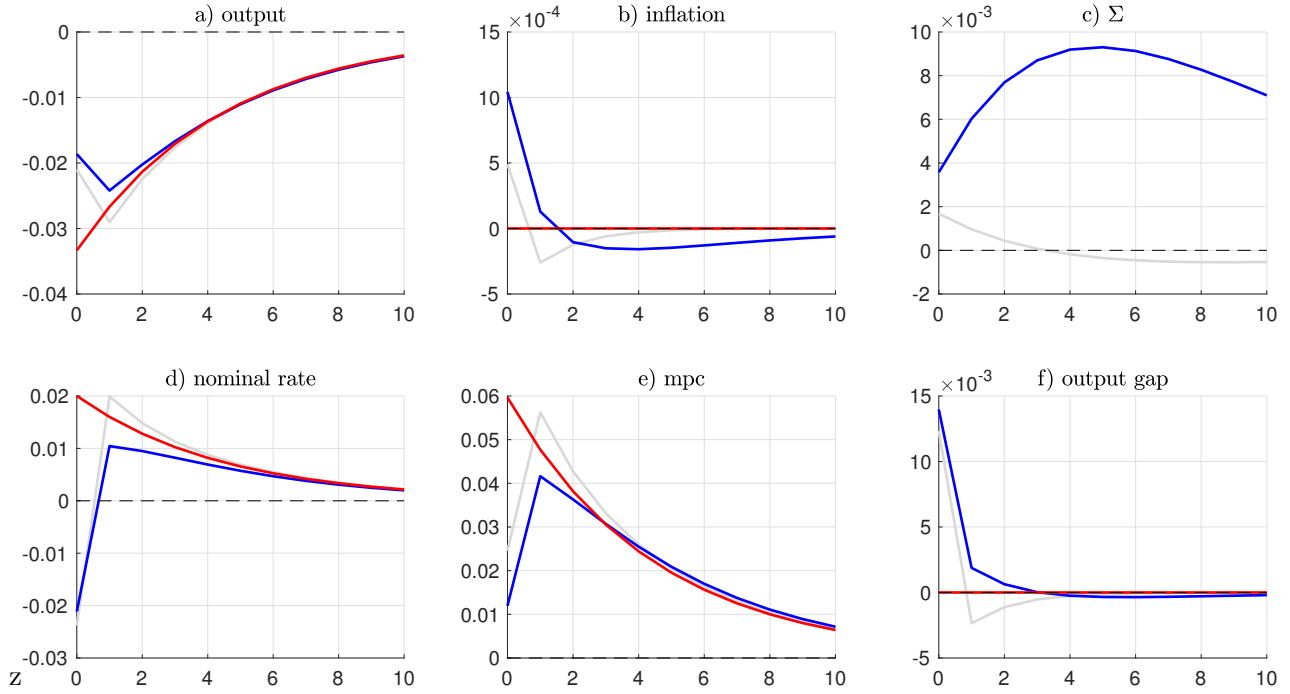 a) output
0
-0.01
-0.02
-0.03
-0.04
0 2 4 6 8 10
b) inflation
×10⁻⁴
15
10
5
0
-5
0 2 4 6 8 10
c) Σ
×10⁻³
10
8
6
4
2
0
-2
0 2 4 6 8 10
d) nominal rate
0.02
0.01
0
-0.01
-0.02
-0.03
0 2 4 6 8 10
z
e) mpc
0.06
0.05
0.04
0.03
0.02
0.01
0
0 2 4 6 8 10
f) output gap
×10⁻³
15
10
5
0
-5
0 2 4 6 8 10